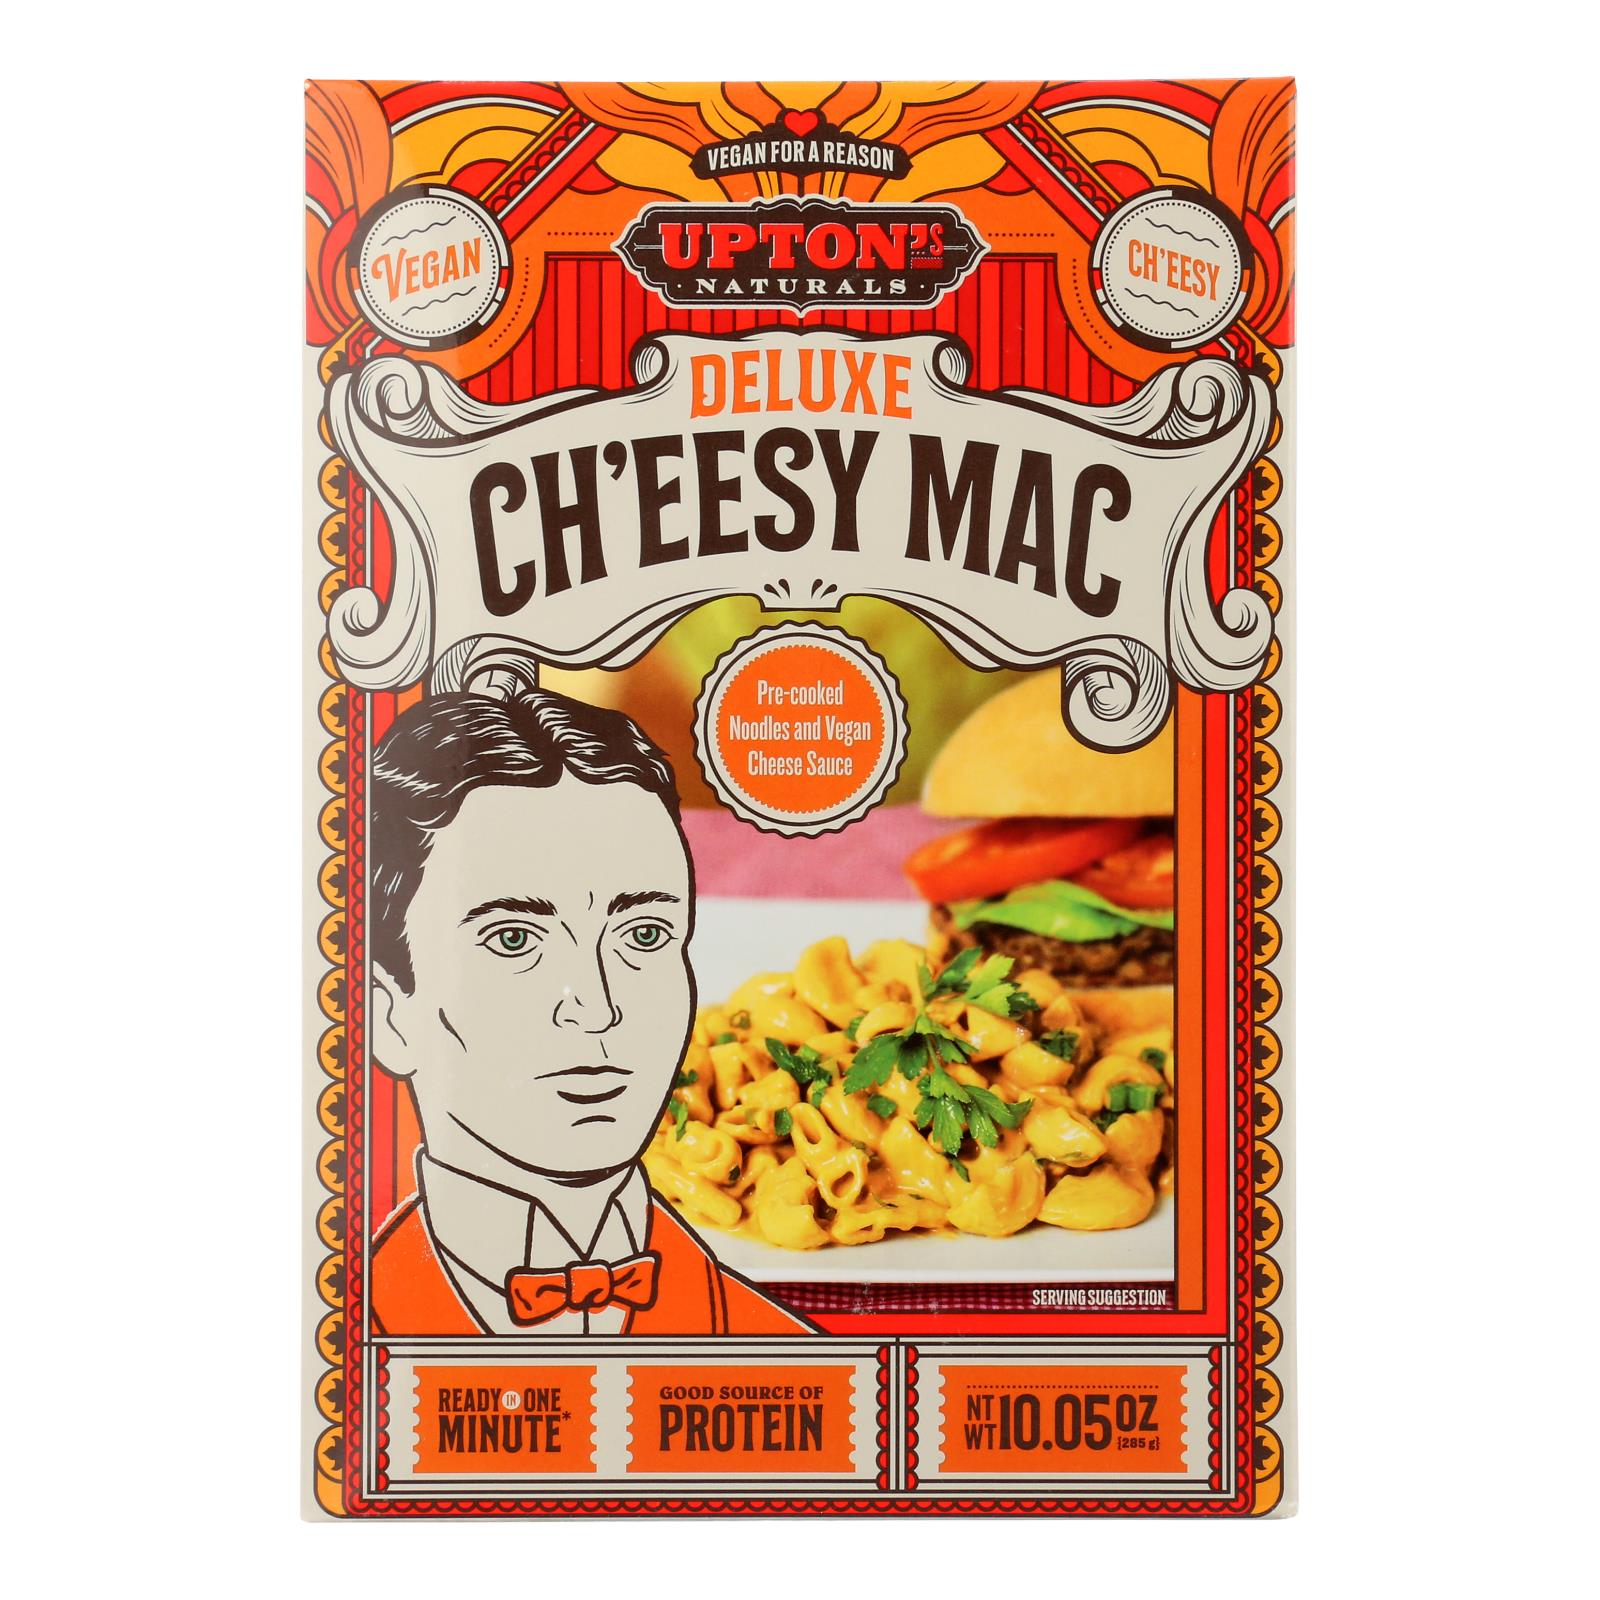 VEGAN FOR A REASON
VEGAN
UPTON'S
NATURALS
CH'EESY
DELUXE
CH'EESY MAC
Pre-cooked
Noodles and Vegan
Cheese Sauce
SERVING SUGGESTION
READY IN ONE
MINUTE*
GOOD SOURCE OF
PROTEIN
NT WT 10.05 OZ
{285 g}